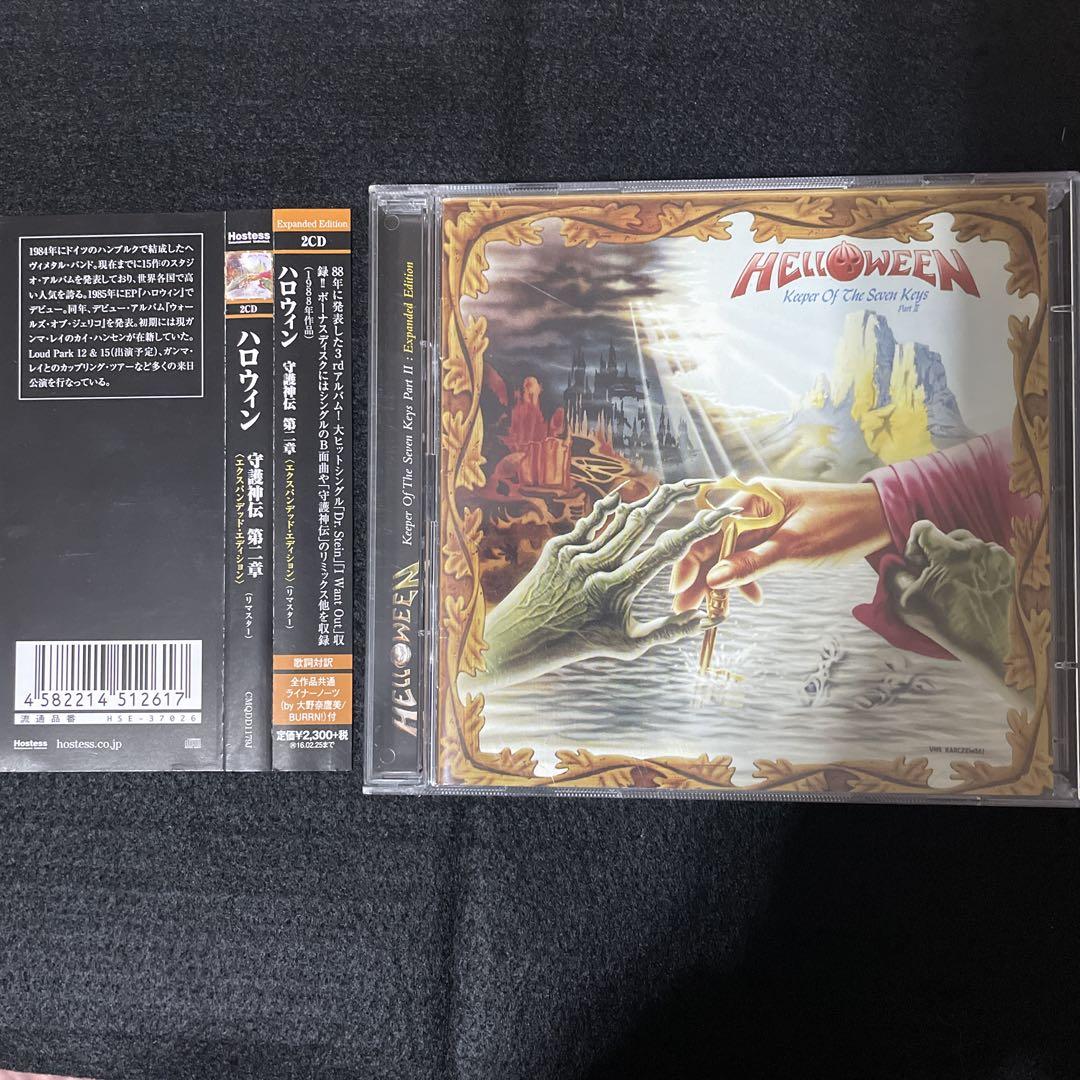 1984年にドイツのハンブルクで結成したヘ
ヴィメタル・バンド。現在までに15作のスタジ
オ・アルバムを発表しており、世界各国で高
い人気を誇る。1985年にEP「ハロウィン」で
デビュー。同年、デビュー・アルバム『ウォー
ルズ・オブ・ジェリコ』を発表。初期には現ガ
ンマ・レイのカイ・ハンセンが在籍していた。
Loud Park 12 & 15(出演予定)、ガンマ・
レイとのカップリング・ツアーなど多くの来日
公演を行なっている。
4 582214 512617
流通品番 HSE-37026
Hostess hostess.co.jp
Hostess
2CD
ハロウィン
守護神伝 第二章
(エクスパンデッド・エディション)
(リマスター)
CMQDD1179J
Expanded Edition
2CD
88年に発表した3rdアルバム! 大ヒットシングル「Dr. Stein」「I Want Out」収
録!! ボーナスディスクにはシングルのB面曲や「守護神伝」のリミックス他を収録
(1988年作品)
ハロウィン 守護神伝 第二章 (エクスパンデッド・エディション) (リマスター)
歌詞対訳
全作品共通
ライナーノーツ
(by 大野奈鷹美/
BURRN!)付
定価¥2,300+税
®16.02.25まで
HELLOWEEN Keeper Of The Seven Keys Part II : Expanded Edition
HELLOWEEN
Keeper Of The Seven Keys
Part II
UWE KARCZEWSKI